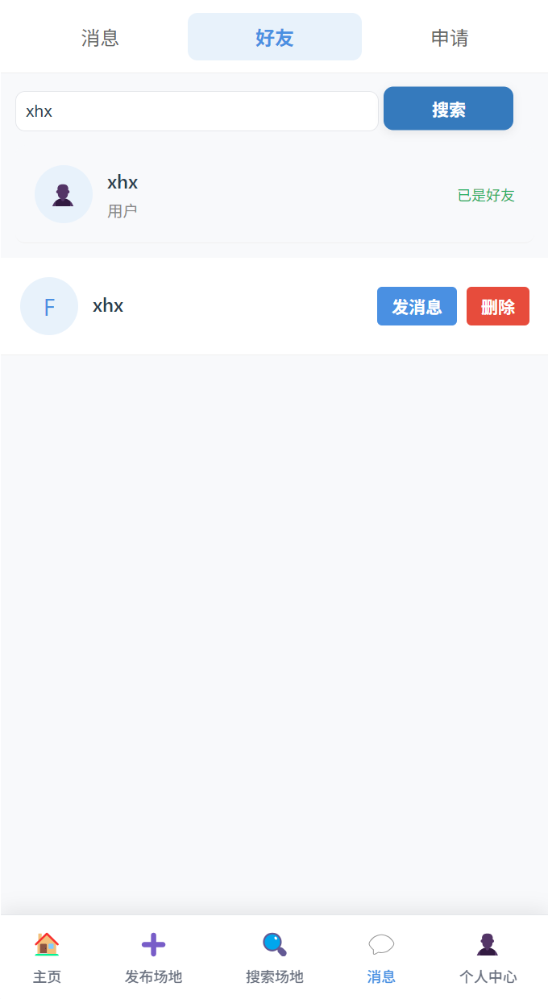 消息 好友 申请
xhx 搜索
xhx
用户
已是好友
F xhx 发消息 删除
主页 发布场地 搜索场地 消息 个人中心